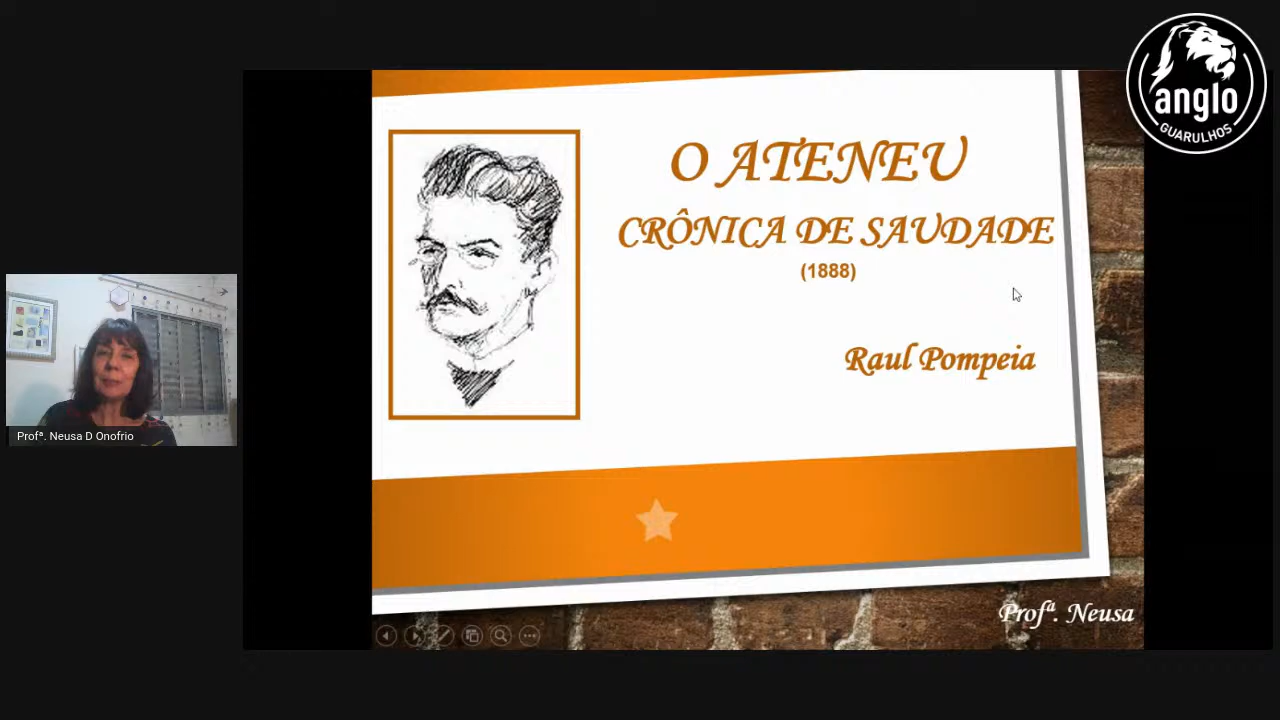 anglo
GUARULHOS
O ATENEU
CRÔNICA DE SAUDADE
(1888)
Raul Pompeia
Profª. Neusa D Onofrio
Profª. Neusa